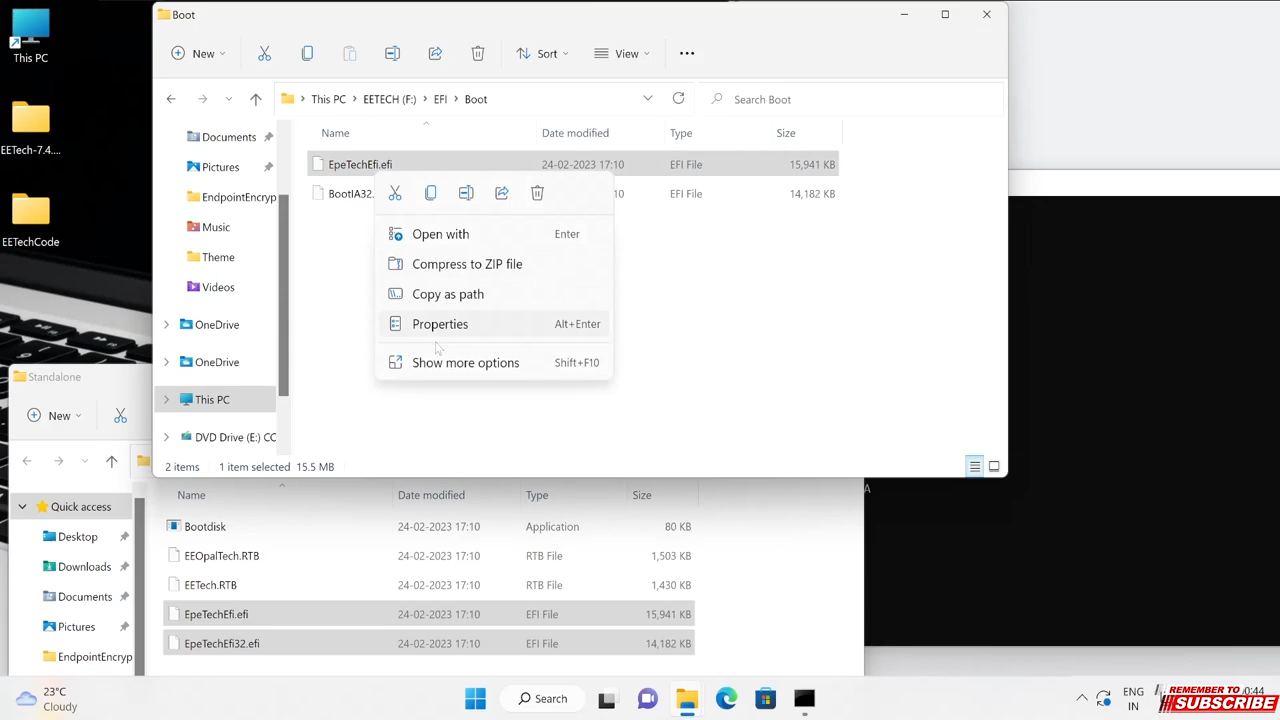 This PC
EETech-7.4....
EETechCode
Boot
New
Sort
View
This PC
EETECH (F:)
EFI
Boot
Search Boot
Name
Date modified
Type
Size
Documents
Pictures
EndpointEncryp
Music
Theme
Videos
OneDrive
OneDrive
This PC
DVD Drive (E:) CC
EpeTechEfi.efi
24-02-2023 17:10
EFI File
15,941 KB
BootIA32.
10
EFI File
14,182 KB
Open with
Enter
Compress to ZIP file
Copy as path
Properties
Alt+Enter
Show more options
Shift+F10
2 items
1 item selected
15.5 MB
Standalone
New
Quick access
Desktop
Downloads
Documents
Pictures
EndpointEncryp
Name
Date modified
Type
Size
Bootdisk
24-02-2023 17:10
Application
80 KB
EEOpalTech.RTB
24-02-2023 17:10
RTB File
1,503 KB
EETech.RTB
24-02-2023 17:10
RTB File
1,430 KB
EpeTechEfi.efi
24-02-2023 17:10
EFI File
15,941 KB
EpeTechEfi32.efi
24-02-2023 17:10
EFI File
14,182 KB
A
23°C
Cloudy
Search
ENG
IN
0:44
REMEMBER TO
SUBSCRIBE